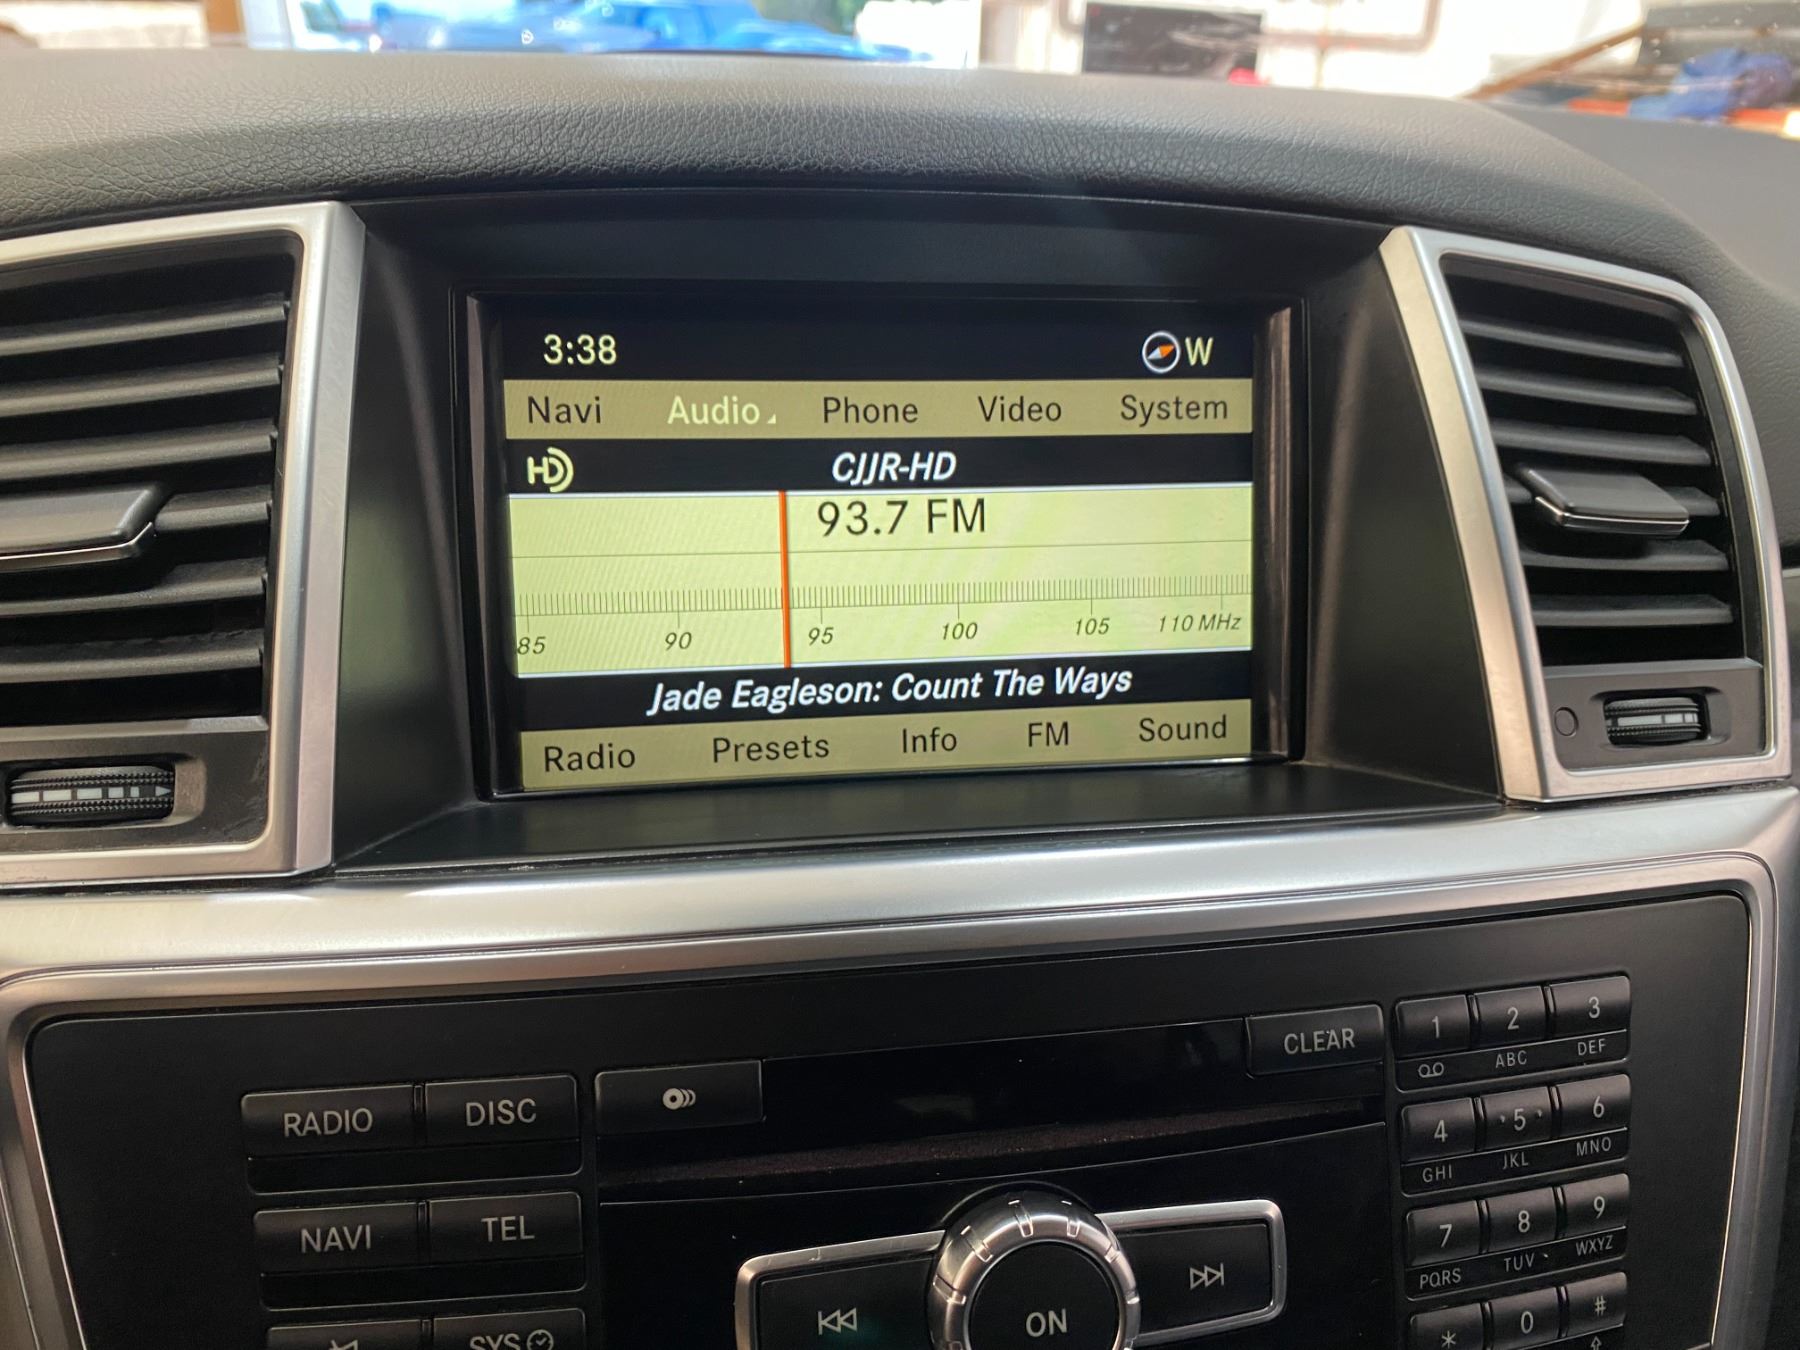 3:38 W
Navi Audio Phone Video System
HD CJJR-HD
93.7 FM
85 90 95 100 105 110 MHz
Jade Eagleson: Count The Ways
Radio Presets Info FM Sound
CLEAR 1 2 3
ABC DEF
RADIO DISC 4 5 6
GHI JKL MNO
NAVI TEL 7 8 9
PQRS TUV WXYZ
ON * 0 #
SYS